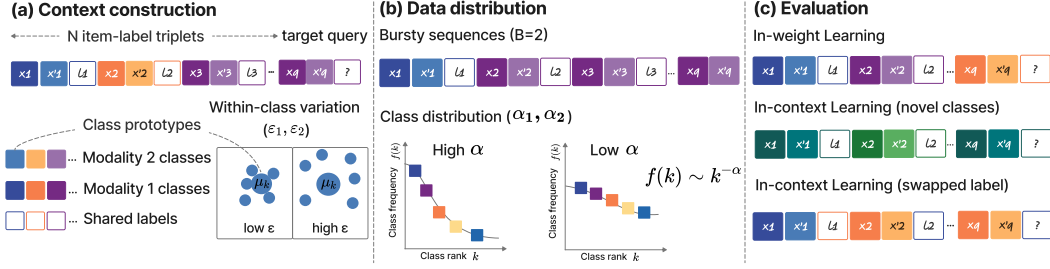 (a) Context construction
N item-label triplets
target query
x1 x'1 l1 x2 x'2 l2 x3 x'3 l3 ... xq x'q ?
Within-class variation
(ε1, ε2)
Class prototypes
... Modality 2 classes
... Modality 1 classes
... Shared labels
μk
low ε
μk
high ε
(b) Data distribution
Bursty sequences (B=2)
x1 x'1 l1 x2 x'2 l2 x3 x'3 l3 ... xq x'q
Class distribution (α1, α2)
High α
f(k)
Class frequency
Class rank k
Low α
f(k)
Class frequency
Class rank k
f(k) ∼ k^-α
(c) Evaluation
In-weight Learning
x1 x'1 l1 x2 x'2 l2 ... xq x'q ?
In-context Learning (novel classes)
x1 x'1 l1 x2 x'2 l2 ... xq x'q ?
In-context Learning (swapped label)
x1 x'1 l1 x2 x'2 l2 ... xq x'q ?